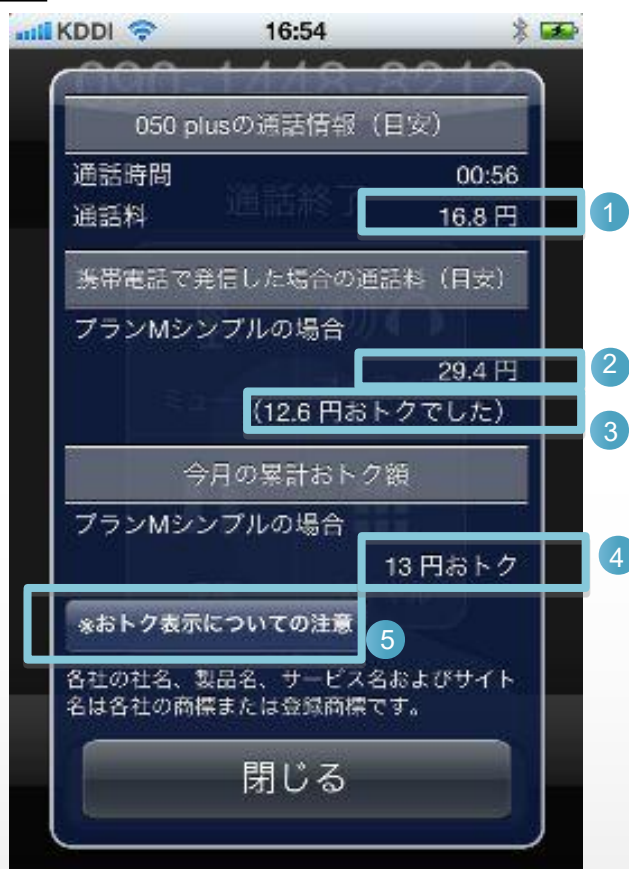 KDDI 16:54
050 plusの通話情報（目安）
通話時間 00:56
通話終了
通話料 16.8 円
1
携帯電話で発信した場合の通話料（目安）
プランMシンプルの場合
29.4 円
2
（12.6 円おトクでした）
3
今月の累計おトク額
プランMシンプルの場合
13 円おトク
4
※おトク表示についての注意
5
各社の社名、製品名、サービス名およびサイト
名は各社の商標または登録商標です。
閉じる